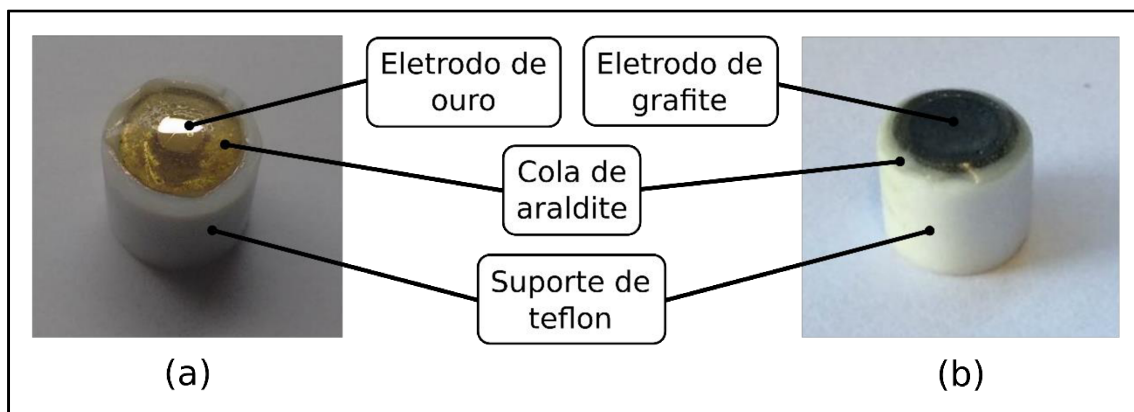 Eletrodo de
ouro
Eletrodo de
grafite
Cola de
araldite
Suporte de
teflon
(a)
(b)